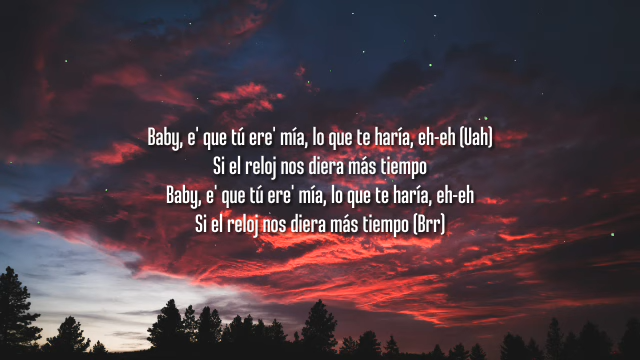 Baby, e' que tú ere' mía, lo que te haría, eh-eh (Uah)
Si el reloj nos diera más tiempo
Baby, e' que tú ere' mía, lo que te haría, eh-eh
Si el reloj nos diera más tiempo (Brr)